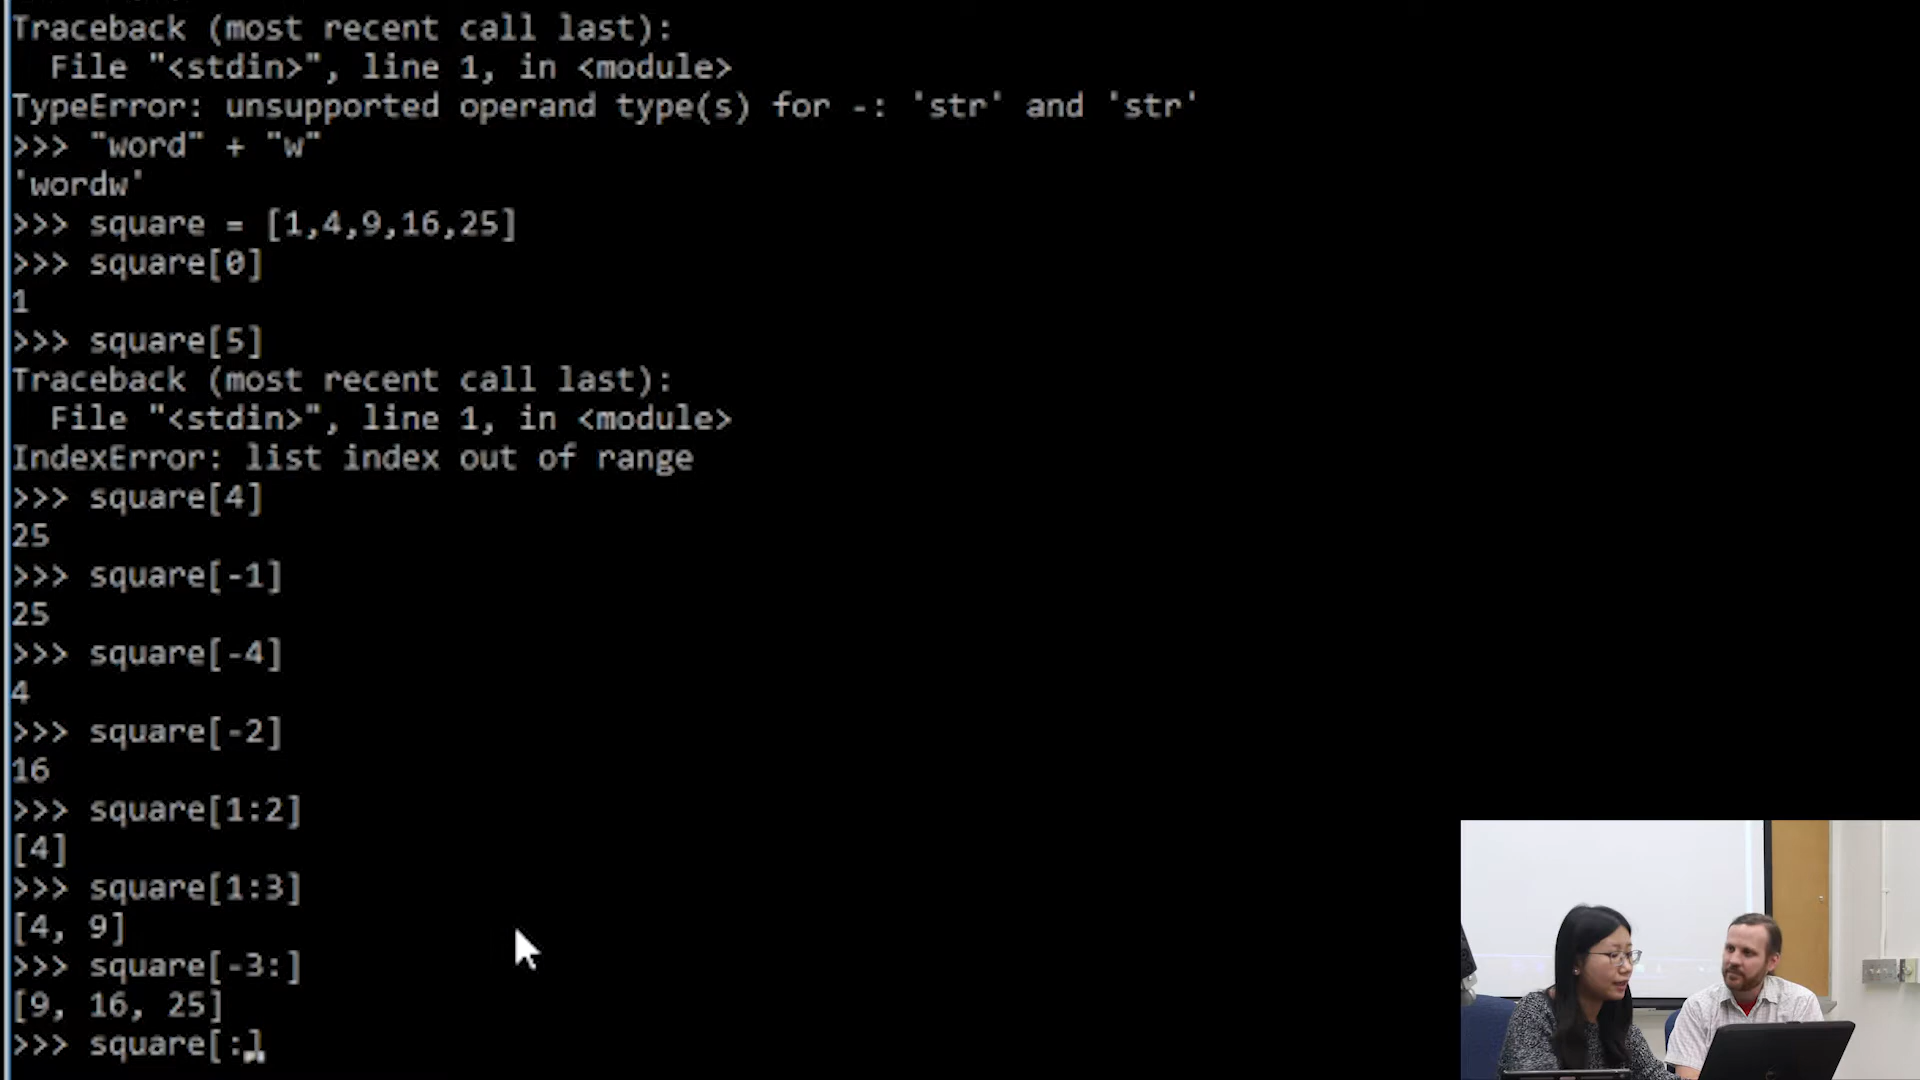 Traceback (most recent call last):
  File "<stdin>", line 1, in <module>
TypeError: unsupported operand type(s) for -: 'str' and 'str'
>>> "word" + "w"
'wordw'
>>> square = [1,4,9,16,25]
>>> square[0]
1
>>> square[5]
Traceback (most recent call last):
  File "<stdin>", line 1, in <module>
IndexError: list index out of range
>>> square[4]
25
>>> square[-1]
25
>>> square[-4]
4
>>> square[-2]
16
>>> square[1:2]
[4]
>>> square[1:3]
[4, 9]
>>> square[-3:]
[9, 16, 25]
>>> square[:]